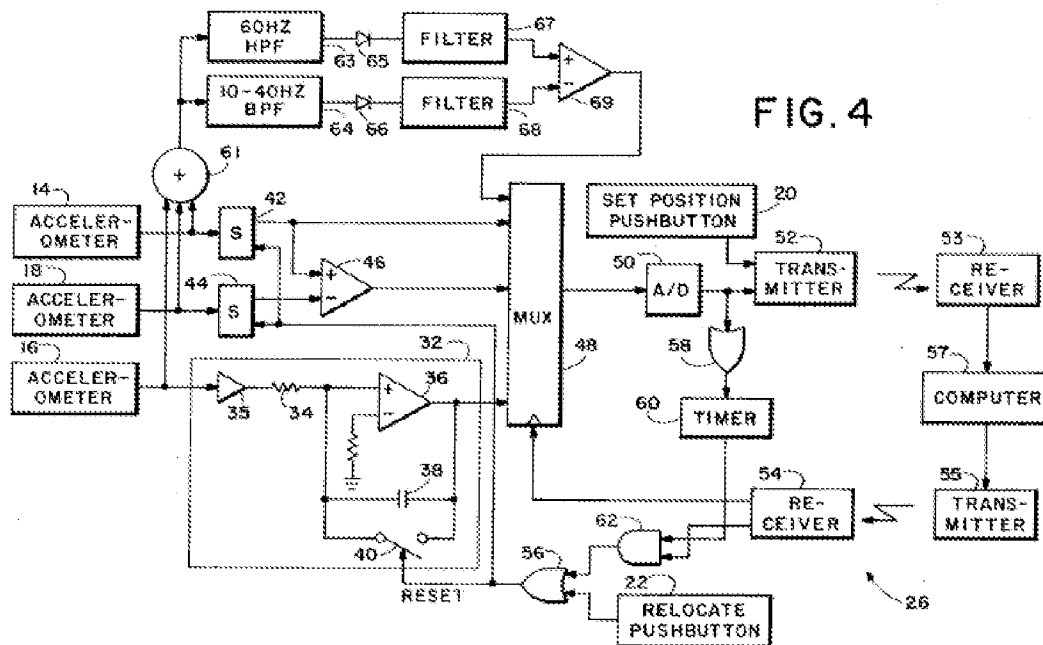 60HZ
HPF
63
65
FILTER
67
10-40HZ
BPF
64
66
FILTER
68
+
-
69
FIG. 4
+
61
14
ACCELER-
OMETER
42
S
18
ACCELER-
OMETER
44
S
+
-
46
16
ACCELER-
OMETER
32
35
34
+
-
36
38
40
RESET
MUX
48
SET POSITION
PUSHBUTTON
20
50
A/D
52
TRANS-
MITTER
53
RE-
CEIVER
58
60
TIMER
57
COMPUTER
54
RE-
CEIVER
55
TRANS-
MITTER
62
56
22
RELOCATE
PUSHBUTTON
26